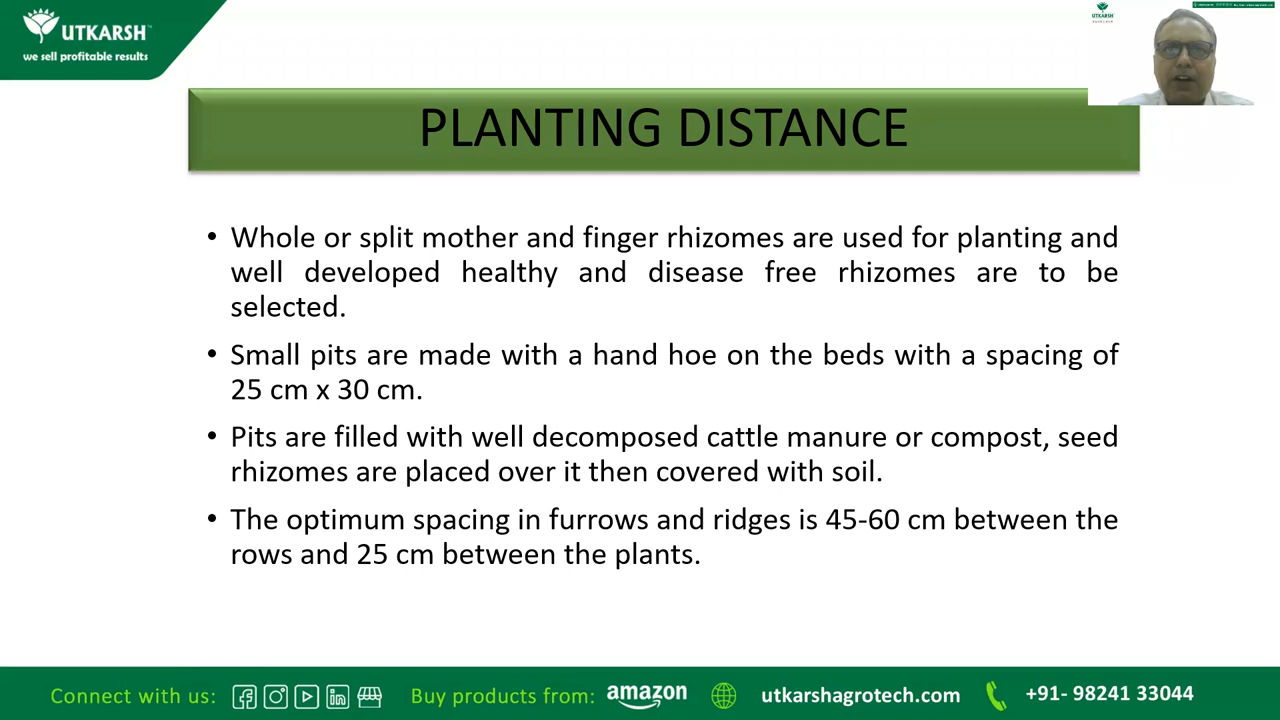 UTKARSH™
we sell profitable results
UTKARSH
PLANTING DISTANCE
• Whole or split mother and finger rhizomes are used for planting and
well developed healthy and disease free rhizomes are to be
selected.
• Small pits are made with a hand hoe on the beds with a spacing of
25 cm x 30 cm.
• Pits are filled with well decomposed cattle manure or compost, seed
rhizomes are placed over it then covered with soil.
• The optimum spacing in furrows and ridges is 45-60 cm between the
rows and 25 cm between the plants.
Connect with us: Buy products from: amazon utkarshagrotech.com +91- 98241 33044